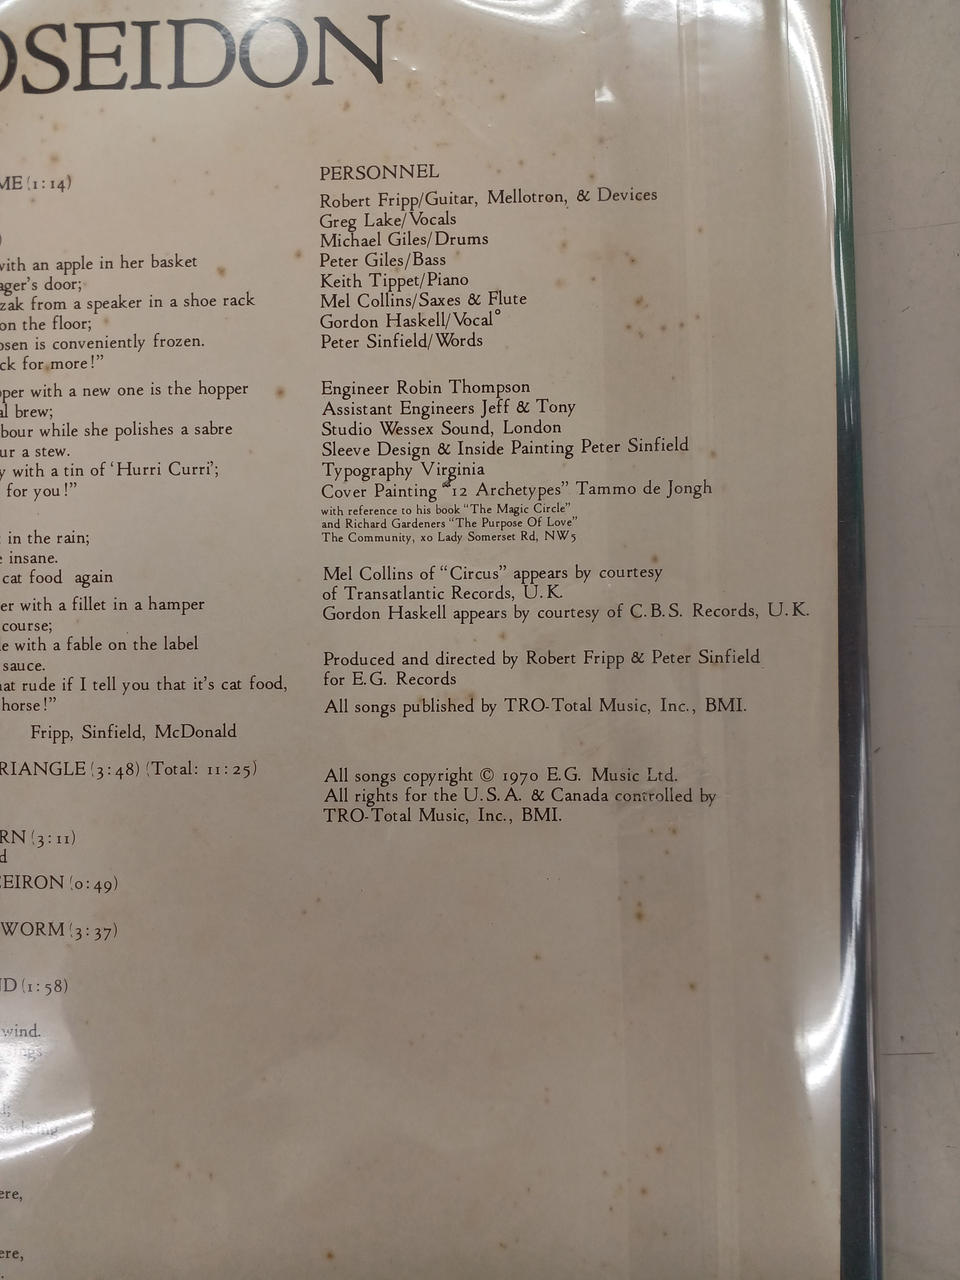 OSEIDON
ME (1:14)
)
with an apple in her basket
ager's door;
zak from a speaker in a shoe rack
on the floor;
osen is conveniently frozen.
ck for more!”
pper with a new one is the hopper
al brew;
bour while she polishes a sabre
ur a stew.
y with a tin of ‘Hurri Curri’;
for you!”
in the rain;
insane.
cat food again
er with a fillet in a hamper
course;
e with a fable on the label
sauce.
hat rude if I tell you that it's cat food,
horse!”
Fripp, Sinfield, McDonald
RIANGLE (3:48) (Total: 11:25)
RN (3:11)
d
EIRON (0:49)
WORM (3:37)
ND (1:58)
wind.
ere,
ere,
PERSONNEL
Robert Fripp/Guitar, Mellotron, & Devices
Greg Lake/Vocals
Michael Giles/Drums
Peter Giles/Bass
Keith Tippet/Piano
Mel Collins/Saxes & Flute
Gordon Haskell/Vocal°
Peter Sinfield/Words
Engineer Robin Thompson
Assistant Engineers Jeff & Tony
Studio Wessex Sound, London
Sleeve Design & Inside Painting Peter Sinfield
Typography Virginia
Cover Painting “12 Archetypes” Tammo de Jongh
with reference to his book “The Magic Circle”
and Richard Gardeners “The Purpose Of Love”
The Community, xo Lady Somerset Rd, NW5
Mel Collins of “Circus” appears by courtesy
of Transatlantic Records, U.K.
Gordon Haskell appears by courtesy of C.B.S. Records, U.K.
Produced and directed by Robert Fripp & Peter Sinfield
for E.G. Records
All songs published by TRO-Total Music, Inc., BMI.
All songs copyright © 1970 E.G. Music Ltd.
All rights for the U.S.A. & Canada controlled by
TRO-Total Music, Inc., BMI.